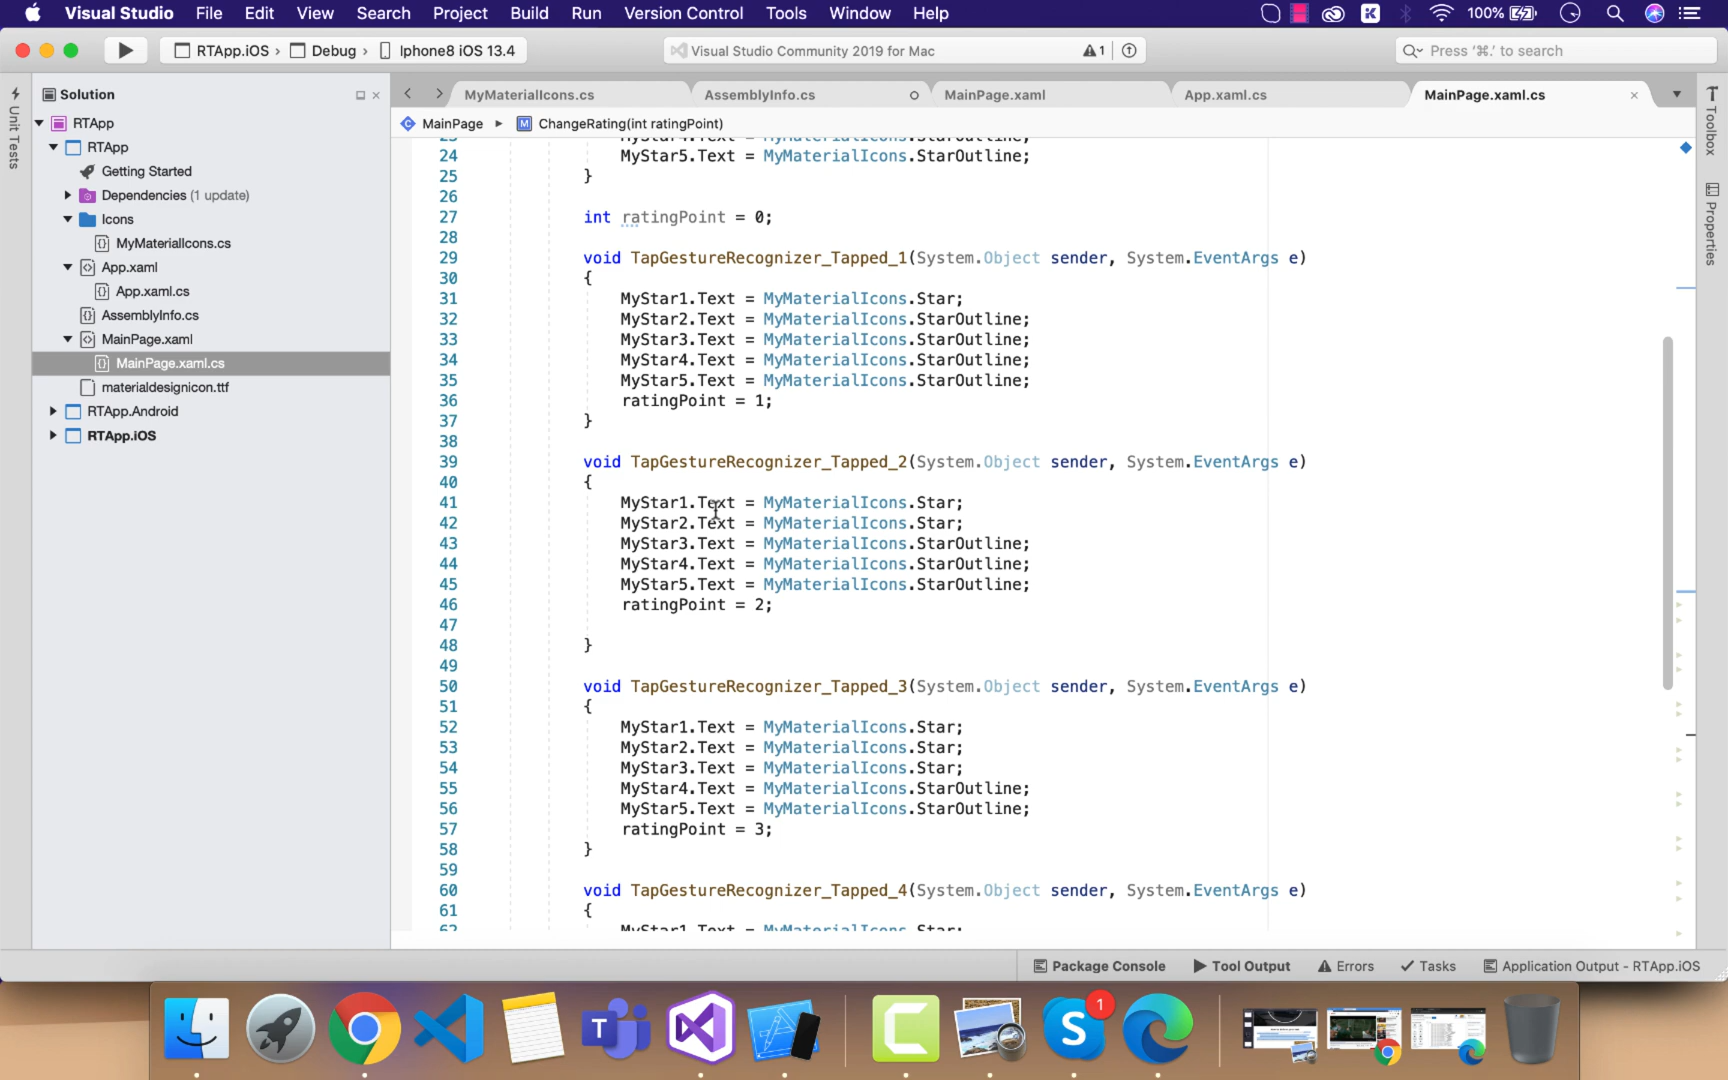 Visual Studio File Edit View Search Project Build Run Version Control Tools Window Help 100%
RTApp.iOS › Debug › Iphone8 iOS 13.4
Visual Studio Community 2019 for Mac 1
Press '⌘.' to search
Unit Tests
Solution
RTApp
RTApp
Getting Started
Dependencies (1 update)
Icons
MyMaterialIcons.cs
App.xaml
App.xaml.cs
AssemblyInfo.cs
MainPage.xaml
MainPage.xaml.cs
materialdesignicon.ttf
RTApp.Android
RTApp.iOS
MyMaterialIcons.cs AssemblyInfo.cs MainPage.xaml App.xaml.cs MainPage.xaml.cs
MainPage ▸ M ChangeRating(int ratingPoint)
23 MyStar4.Text = MyMaterialIcons.StarOutline;
24 MyStar5.Text = MyMaterialIcons.StarOutline;
25 }
26
27 int ratingPoint = 0;
28
29 void TapGestureRecognizer_Tapped_1(System.Object sender, System.EventArgs e)
30 {
31 MyStar1.Text = MyMaterialIcons.Star;
32 MyStar2.Text = MyMaterialIcons.StarOutline;
33 MyStar3.Text = MyMaterialIcons.StarOutline;
34 MyStar4.Text = MyMaterialIcons.StarOutline;
35 MyStar5.Text = MyMaterialIcons.StarOutline;
36 ratingPoint = 1;
37 }
38
39 void TapGestureRecognizer_Tapped_2(System.Object sender, System.EventArgs e)
40 {
41 MyStar1.Text = MyMaterialIcons.Star;
42 MyStar2.Text = MyMaterialIcons.Star;
43 MyStar3.Text = MyMaterialIcons.StarOutline;
44 MyStar4.Text = MyMaterialIcons.StarOutline;
45 MyStar5.Text = MyMaterialIcons.StarOutline;
46 ratingPoint = 2;
47
48 }
49
50 void TapGestureRecognizer_Tapped_3(System.Object sender, System.EventArgs e)
51 {
52 MyStar1.Text = MyMaterialIcons.Star;
53 MyStar2.Text = MyMaterialIcons.Star;
54 MyStar3.Text = MyMaterialIcons.Star;
55 MyStar4.Text = MyMaterialIcons.StarOutline;
56 MyStar5.Text = MyMaterialIcons.StarOutline;
57 ratingPoint = 3;
58 }
59
60 void TapGestureRecognizer_Tapped_4(System.Object sender, System.EventArgs e)
61 {
62 MyStar1.Text = MyMaterialIcons.Star;
Toolbox
Properties
Package Console Tool Output Errors Tasks Application Output - RTApp.iOS
T
S 1